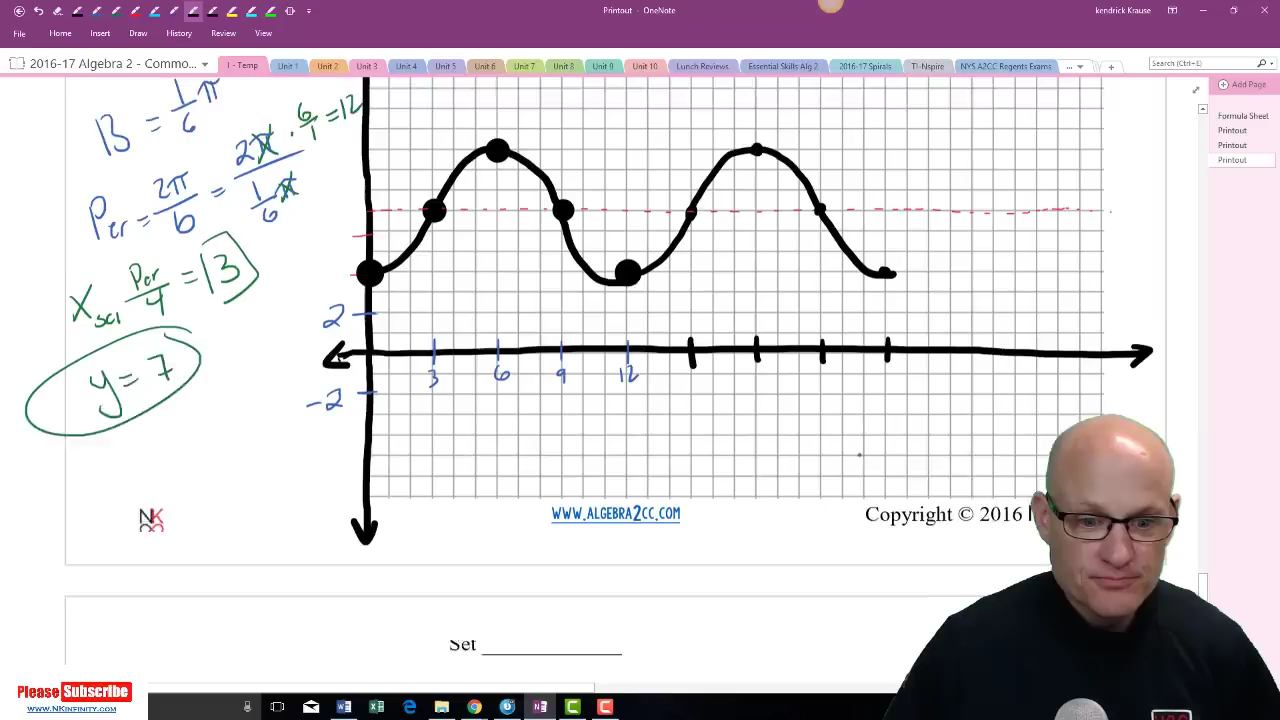 Printout - OneNote
kendrick Krause
File Home Insert Draw History Review View
2016-17 Algebra 2 - Commo...
I - Temp Unit 1 Unit 2 Unit 3 Unit 4 Unit 5 Unit 6 Unit 7 Unit 8 Unit 9 Unit 10 Lunch Reviews. Essential Skills Alg 2 2016-17 Spirals TI-Nspire NYS A2CC Regents Exams ...
Search (Ctrl+E)
Add Page
Formula Sheet
Printout
Printout
Printout
B = 1/6 π
Per = 2π/b = 2π/(1/6 π) · 6/1 = 12
Xscl Per/4 = 3
y = 7
2
-2
3 6 9 12
NK
WWW.ALGEBRA2CC.COM
Copyright © 2016
Set
Please Subscribe
www.NKinfinity.com